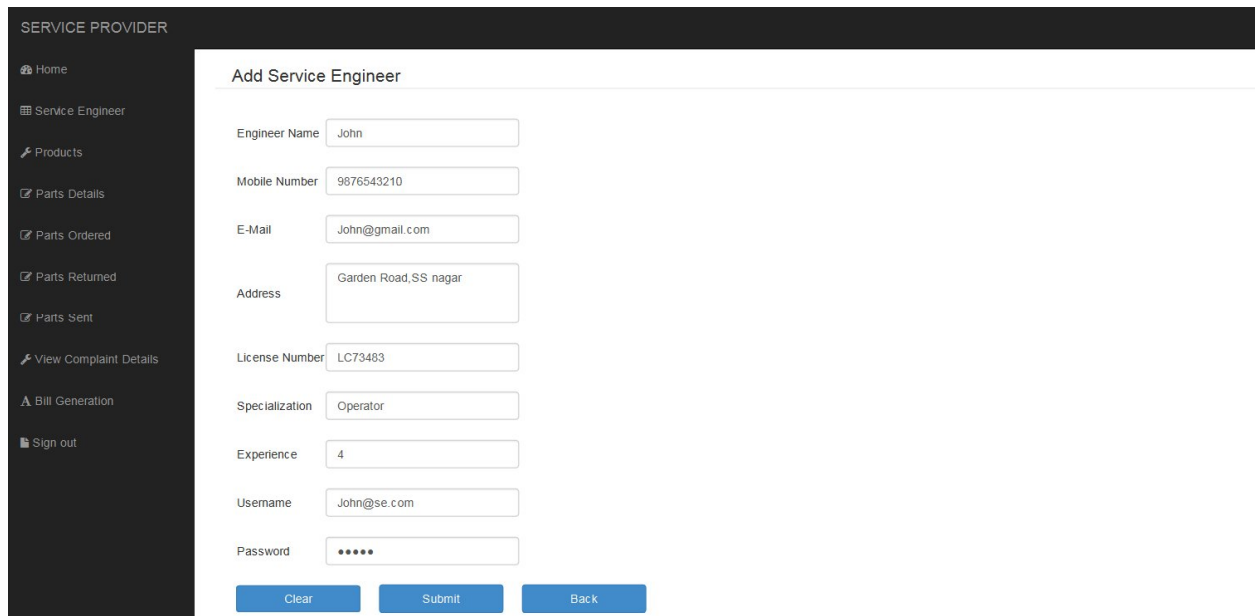 SERVICE PROVIDER
Home
Service Engineer
Products
Parts Details
Parts Ordered
Parts Returned
Parts Sent
View Complaint Details
Bill Generation
Sign out
Add Service Engineer
Engineer Name John
Mobile Number 9876543210
E-Mail John@gmail.com
Address Garden Road,SS nagar
License Number LC73483
Specialization Operator
Experience 4
Username John@se.com
Password •••••
Clear Submit Back